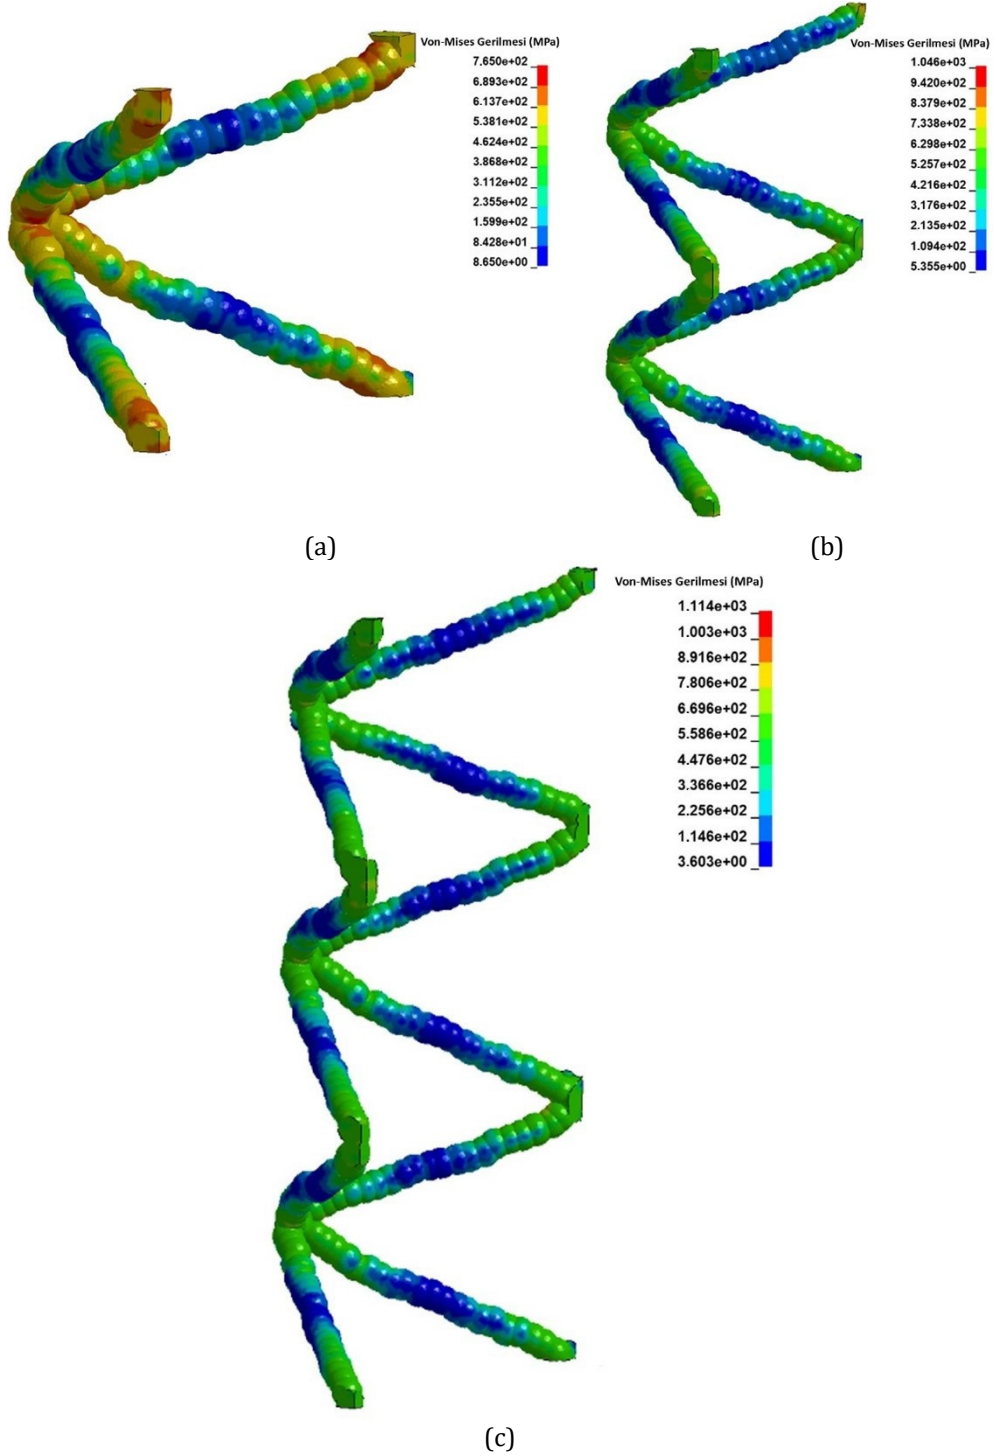 Von-Mises Gerilmesi (MPa)
7.650e+02
6.893e+02
6.137e+02
5.381e+02
4.624e+02
3.868e+02
3.112e+02
2.355e+02
1.599e+02
8.428e+01
8.650e+00
(a)
Von-Mises Gerilmesi (MPa)
1.046e+03
9.420e+02
8.379e+02
7.338e+02
6.298e+02
5.257e+02
4.216e+02
3.176e+02
2.135e+02
1.094e+02
5.355e+00
(b)
Von-Mises Gerilmesi (MPa)
1.114e+03
1.003e+03
8.916e+02
7.806e+02
6.696e+02
5.586e+02
4.476e+02
3.366e+02
2.256e+02
1.146e+02
3.603e+00
(c)